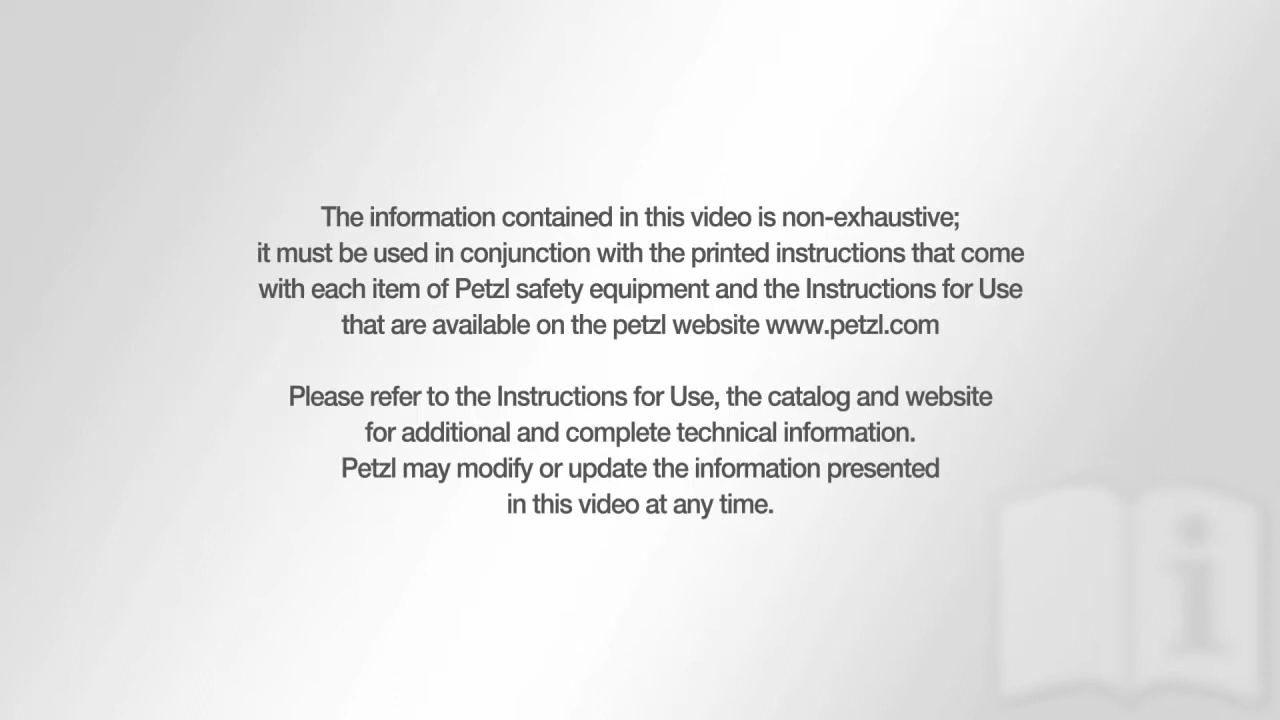 The information contained in this video is non-exhaustive;
it must be used in conjunction with the printed instructions that come
with each item of Petzl safety equipment and the Instructions for Use
that are available on the petzl website www.petzl.com
Please refer to the Instructions for Use, the catalog and website
for additional and complete technical information.
Petzl may modify or update the information presented
in this video at any time.
i